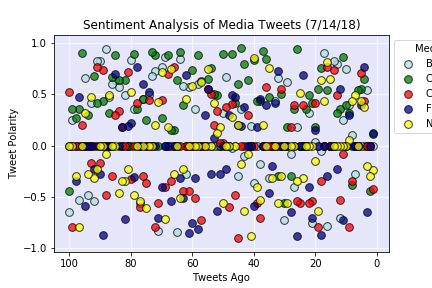 Sentiment Analysis of Media Tweets (7/14/18)
1.0
0.5
0.0
−0.5
−1.0
Tweet Polarity
100
80
60
40
20
0
Tweets Ago
B
C
C
F
N